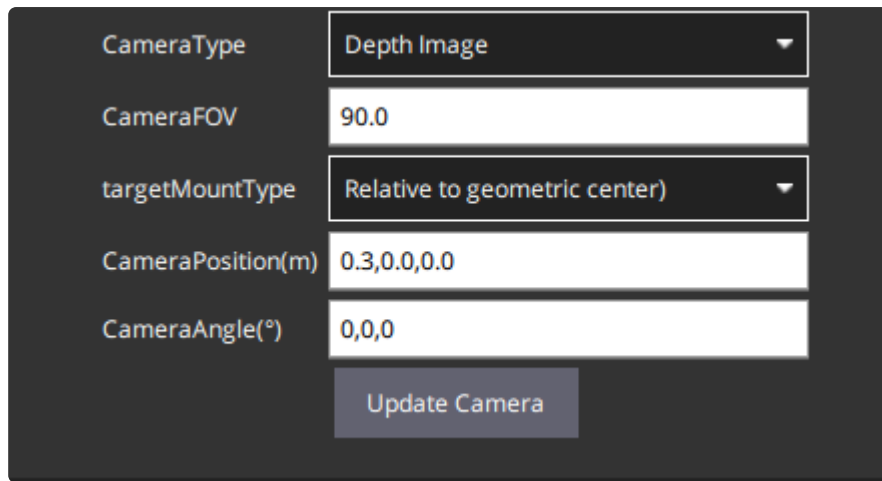 CameraType Depth Image
CameraFOV 90.0
targetMountType Relative to geometric center)
CameraPosition(m) 0.3,0.0,0.0
CameraAngle(°) 0,0,0
Update Camera